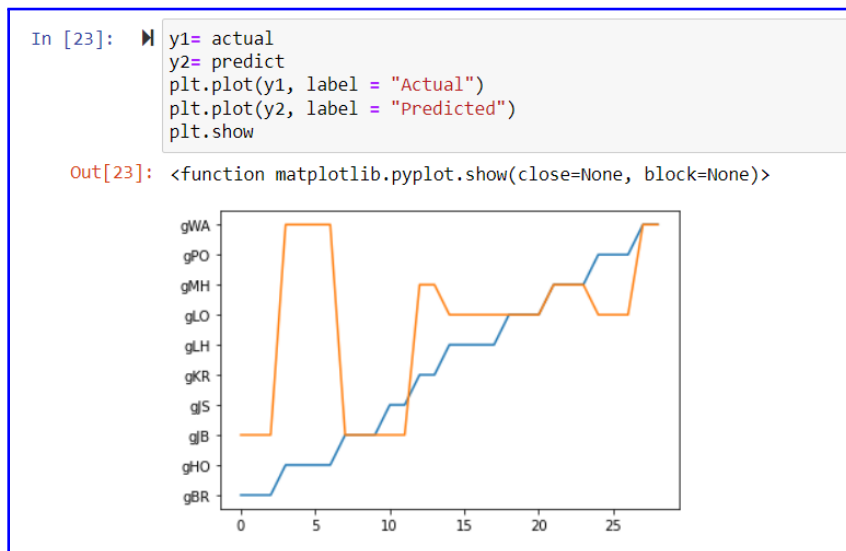 In [23]:
y1= actual
y2= predict
plt.plot(y1, label = "Actual")
plt.plot(y2, label = "Predicted")
plt.show
Out[23]: <function matplotlib.pyplot.show(close=None, block=None)>
gWA
gPO
gMH
gLO
gLH
gKR
gJS
gJB
gHO
gBR
0 5 10 15 20 25